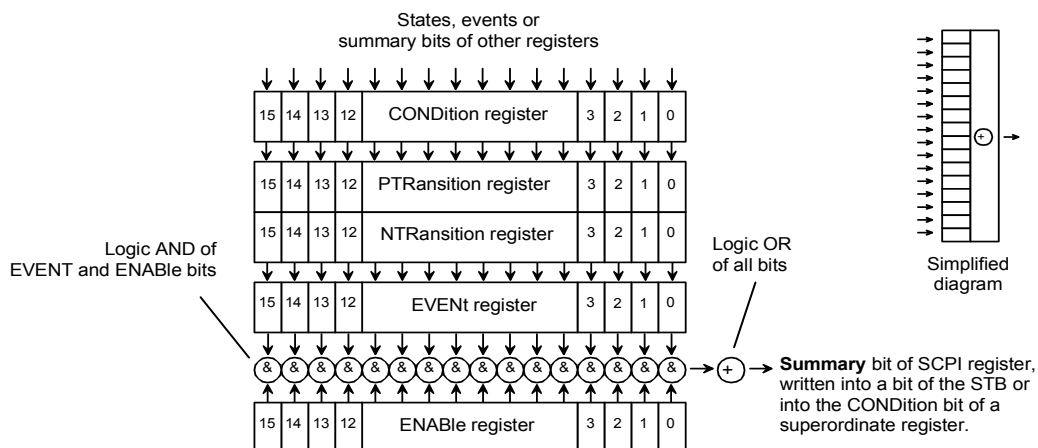 States, events or
summary bits of other registers
15 14 13 12 CONDition register 3 2 1 0
15 14 13 12 PTRansition register 3 2 1 0
15 14 13 12 NTRansition register 3 2 1 0
Logic AND of
EVENT and ENABle bits
Logic OR
of all bits
15 14 13 12 EVENt register 3 2 1 0
& & & & & & & & & & & & & & & & +
Summary bit of SCPI register,
written into a bit of the STB or
into the CONDition bit of a
superordinate register.
15 14 13 12 ENABle register 3 2 1 0
+
Simplified
diagram